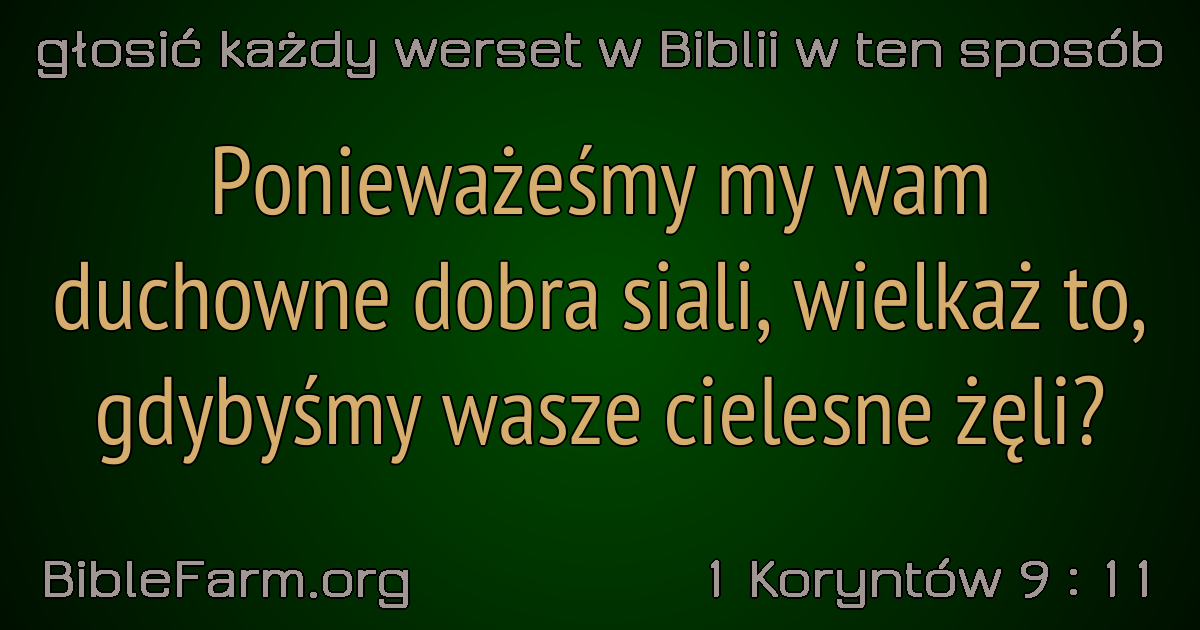 głosić każdy werset w Biblii w ten sposób
Ponieważeśmy my wam
duchowne dobra siali, wielkaż to,
gdybyśmy wasze cielesne żęli?
BibleFarm.org
1 Koryntów 9 : 11